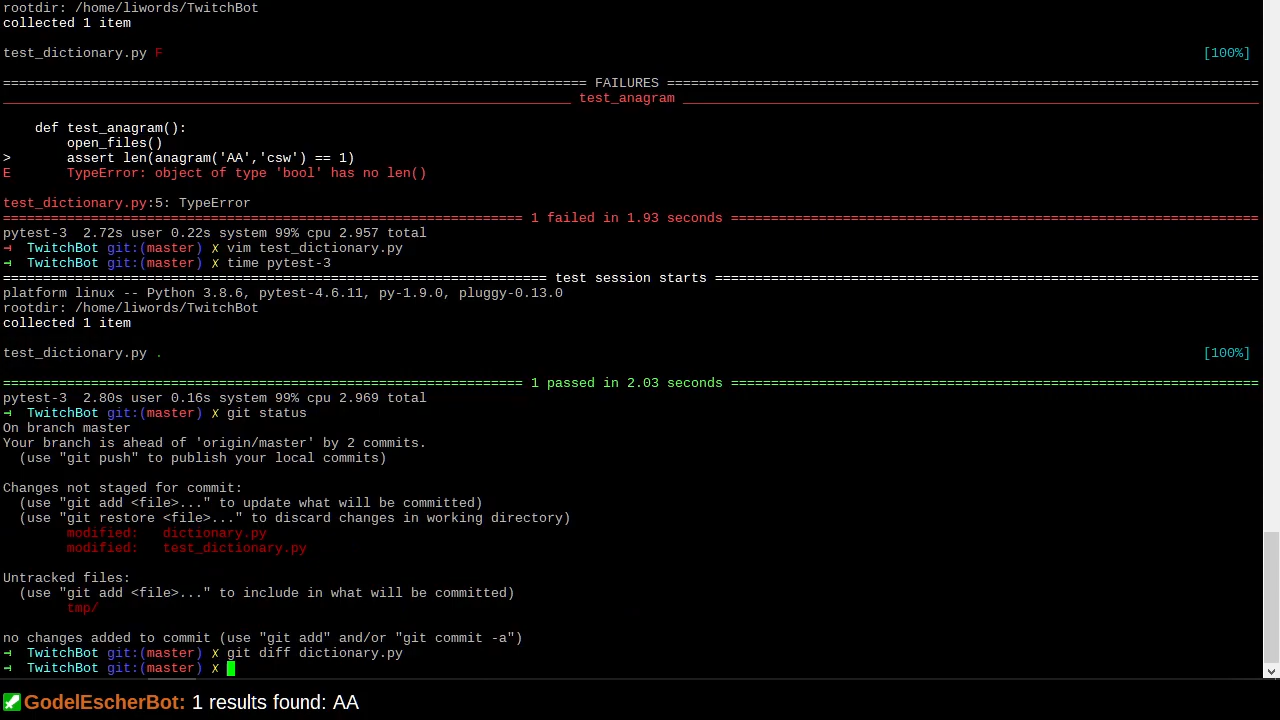 rootdir: /home/liwords/TwitchBot
collected 1 item
test_dictionary.py F [100%]
=== FAILURES ===
___ test_anagram ___
def test_anagram():
open_files()
> assert len(anagram('AA','csw') == 1)
E TypeError: object of type 'bool' has no len()
test_dictionary.py:5: TypeError
=== 1 failed in 1.93 seconds ===
pytest-3 2.72s user 0.22s system 99% cpu 2.957 total
TwitchBot git:(master) ✗ vim test_dictionary.py
TwitchBot git:(master) ✗ time pytest-3
=== test session starts ===
platform linux -- Python 3.8.6, pytest-4.6.11, py-1.9.0, pluggy-0.13.0
rootdir: /home/liwords/TwitchBot
collected 1 item
test_dictionary.py . [100%]
=== 1 passed in 2.03 seconds ===
pytest-3 2.80s user 0.16s system 99% cpu 2.969 total
TwitchBot git:(master) ✗ git status
On branch master
Your branch is ahead of 'origin/master' by 2 commits.
(use "git push" to publish your local commits)
Changes not staged for commit:
(use "git add <file>..." to update what will be committed)
(use "git restore <file>..." to discard changes in working directory)
modified: dictionary.py
modified: test_dictionary.py
Untracked files:
(use "git add <file>..." to include in what will be committed)
tmp/
no changes added to commit (use "git add" and/or "git commit -a")
TwitchBot git:(master) ✗ git diff dictionary.py
TwitchBot git:(master) ✗
GodelEscherBot: 1 results found: AA